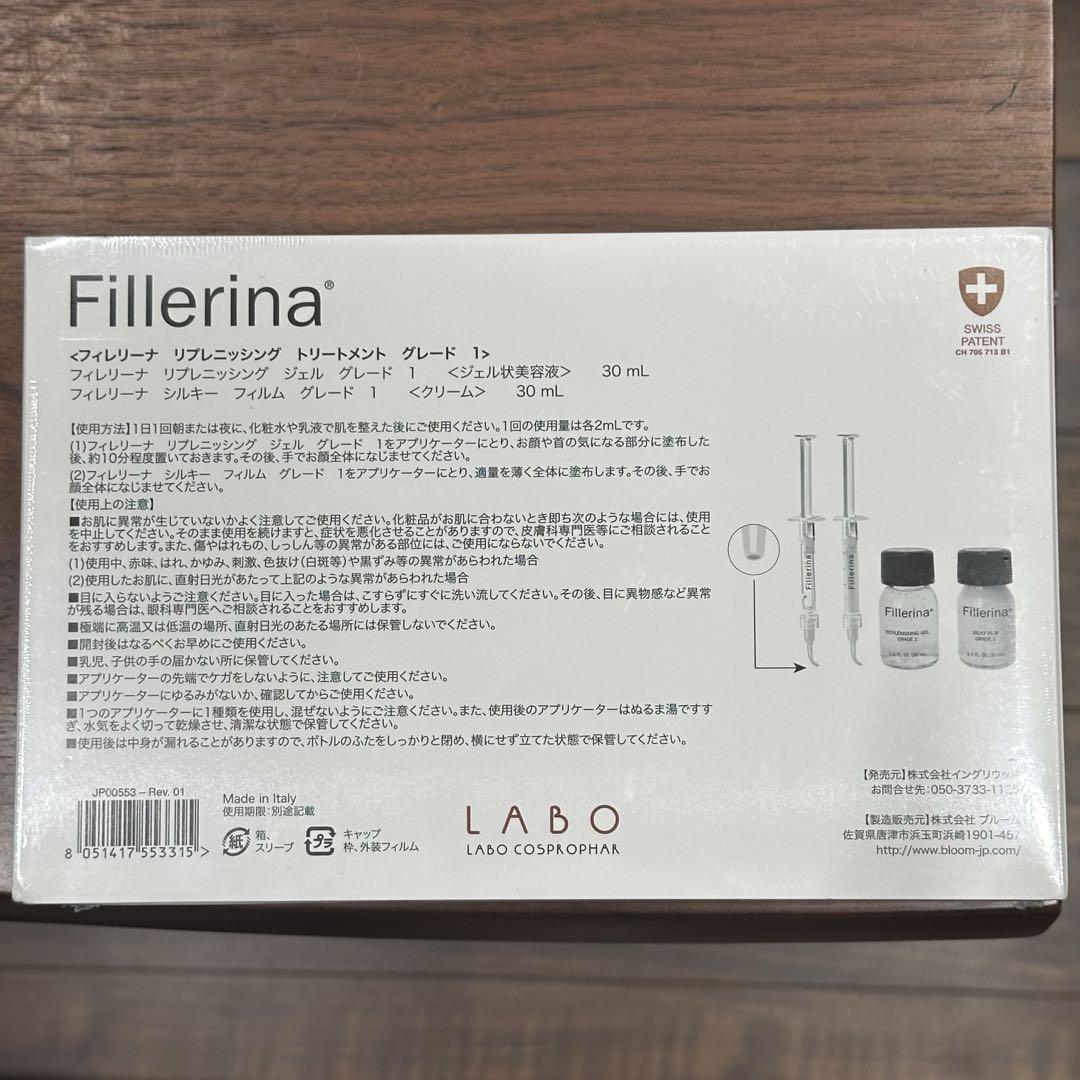 Fillerina®
SWISS
PATENT
CH 705 713 B1
<フィレリーナ リプレニッシング トリートメント グレード 1>
フィレリーナ リプレニッシング ジェル グレード 1 <ジェル状美容液> 30 mL
フィレリーナ シルキー フィルム グレード 1 <クリーム> 30 mL
【使用方法】1日1回朝または夜に、化粧水や乳液で肌を整えた後にご使用ください。1回の使用量は各2mLです。
(1)フィレリーナ リプレニッシング ジェル グレード 1をアプリケーターにとり、お顔や首の気になる部分に塗布した
後、約10分程度置いておきます。その後、手でお顔全体になじませてください。
(2)フィレリーナ シルキー フィルム グレード 1をアプリケーターにとり、適量を薄く全体に塗布します。その後、手でお
顔全体になじませてください。
【使用上の注意】
■お肌に異常が生じていないかよく注意してご使用ください。化粧品がお肌に合わないとき即ち次のような場合には、使用
を中止してください。そのまま使用を続けますと、症状を悪化させることがありますので、皮膚科専門医等にご相談されること
をおすすめします。また、傷やはれもの、しっしん等の異常がある部位には、ご使用にならないでください。
(1)使用中、赤味、はれ、かゆみ、刺激、色抜け(白斑等)や黒ずみ等の異常があらわれた場合
(2)使用したお肌に、直射日光があたって上記のような異常があらわれた場合
■目に入らないようご注意ください。目に入った場合は、こすらずにすぐに洗い流してください。その後、目に異物感など異常
が残る場合は、眼科専門医へご相談されることをおすすめします。
■極端に高温又は低温の場所、直射日光のあたる場所には保管しないでください。
■開封後はなるべくお早めにご使用ください。
■乳児、子供の手の届かない所に保管してください。
■アプリケーターの先端でケガをしないように、注意してご使用ください。
■アプリケーターにゆるみがないか、確認してからご使用ください。
■1つのアプリケーターに1種類を使用し、混ぜないようにご注意ください。また、使用後のアプリケーターはぬるま湯ですす
ぎ、水気をよく切って乾燥させ、清潔な状態で保管してください。
■使用後は中身が漏れることがありますので、ボトルのふたをしっかりと閉め、横にせず立てた状態で保管してください。
Fillerina
Fillerina
Fillerina®
REPLENISHING GEL
GRADE 1
Fillerina®
SILKY FILM
GRADE 1
JP00553 – Rev. 01
8 051417 553315 >
Made in Italy
使用期限:別途記載
紙
箱、
スリーブ
プラ
キャップ
枠、外装フィルム
LABO
LABO COSPROPHAR
【発売元】株式会社イングリウッド
お問合せ先:050-3733-1125
【製造販売元】株式会社 ブルーム
佐賀県唐津市浜玉町浜崎1901-457
http://www.bloom-jp.com/